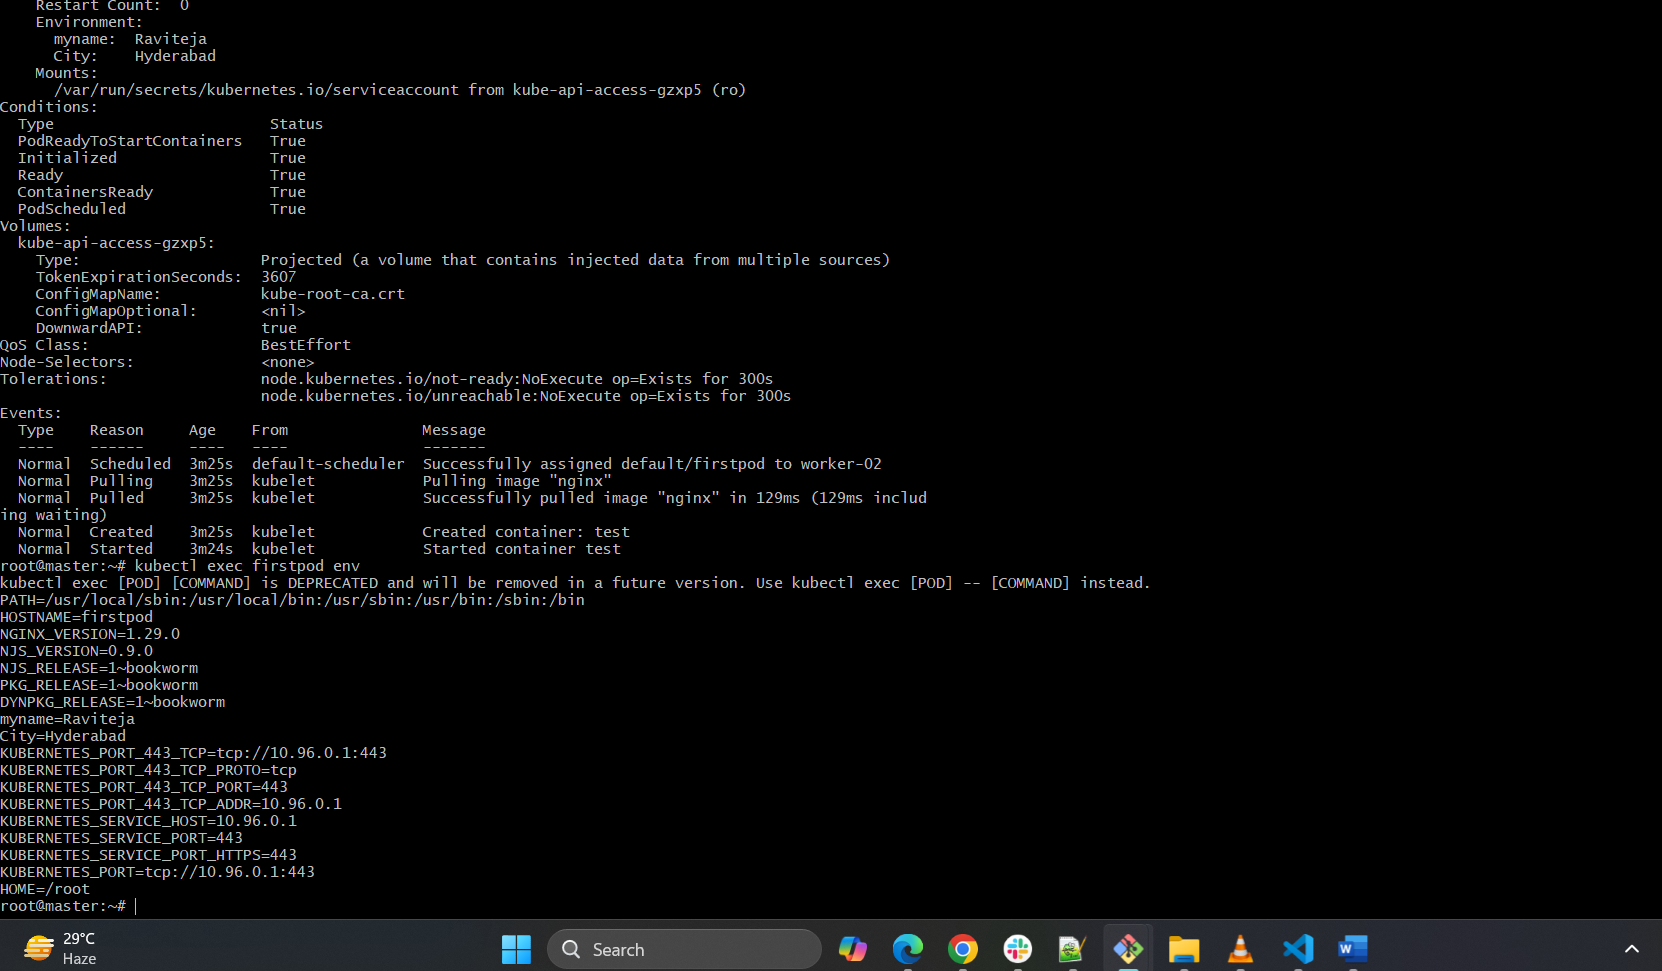 Restart Count:  0
    Environment:
      myname:  Raviteja
      City:    Hyderabad
    Mounts:
      /var/run/secrets/kubernetes.io/serviceaccount from kube-api-access-gzxp5 (ro)
Conditions:
  Type                        Status
  PodReadyToStartContainers   True
  Initialized                 True
  Ready                       True
  ContainersReady             True
  PodScheduled                True
Volumes:
  kube-api-access-gzxp5:
    Type:                    Projected (a volume that contains injected data from multiple sources)
    TokenExpirationSeconds:  3607
    ConfigMapName:           kube-root-ca.crt
    ConfigMapOptional:       <nil>
    DownwardAPI:             true
QoS Class:                   BestEffort
Node-Selectors:              <none>
Tolerations:                 node.kubernetes.io/not-ready:NoExecute op=Exists for 300s
                             node.kubernetes.io/unreachable:NoExecute op=Exists for 300s
Events:
  Type    Reason     Age   From               Message
  ----    ------     ----  ----               -------
  Normal  Scheduled  3m25s  default-scheduler  Successfully assigned default/firstpod to worker-02
  Normal  Pulling    3m25s  kubelet            Pulling image "nginx"
  Normal  Pulled     3m25s  kubelet            Successfully pulled image "nginx" in 129ms (129ms includ
ing waiting)
  Normal  Created    3m25s  kubelet            Created container: test
  Normal  Started    3m24s  kubelet            Started container test
root@master:~# kubectl exec firstpod env
kubectl exec [POD] [COMMAND] is DEPRECATED and will be removed in a future version. Use kubectl exec [POD] -- [COMMAND] instead.
PATH=/usr/local/sbin:/usr/local/bin:/usr/sbin:/usr/bin:/sbin:/bin
HOSTNAME=firstpod
NGINX_VERSION=1.29.0
NJS_VERSION=0.9.0
NJS_RELEASE=1~bookworm
PKG_RELEASE=1~bookworm
DYNPKG_RELEASE=1~bookworm
myname=Raviteja
City=Hyderabad
KUBERNETES_PORT_443_TCP=tcp://10.96.0.1:443
KUBERNETES_PORT_443_TCP_PROTO=tcp
KUBERNETES_PORT_443_TCP_PORT=443
KUBERNETES_PORT_443_TCP_ADDR=10.96.0.1
KUBERNETES_SERVICE_HOST=10.96.0.1
KUBERNETES_SERVICE_PORT=443
KUBERNETES_SERVICE_PORT_HTTPS=443
KUBERNETES_PORT=tcp://10.96.0.1:443
HOME=/root
root@master:~#
29°C
Haze
Search